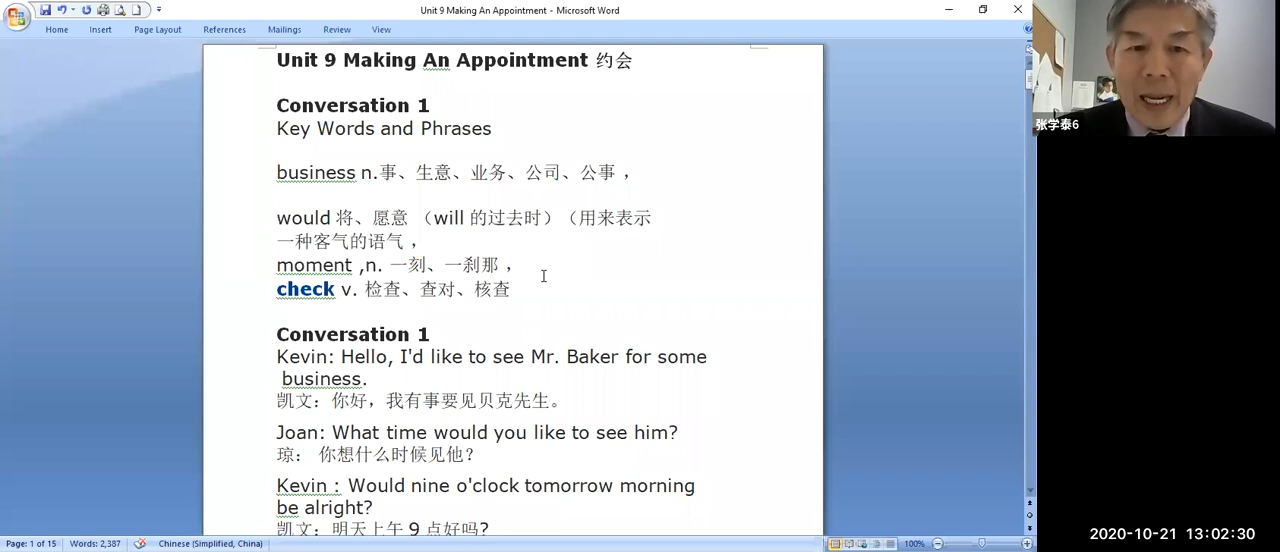 Unit 9 Making An Appointment - Microsoft Word
Home Insert Page Layout References Mailings Review View
Unit 9 Making An Appointment 约会
Conversation 1
Key Words and Phrases
business n.事、生意、业务、公司、公事，
would 将、愿意 （will 的过去时）（用来表示
一种客气的语气，
moment ,n. 一刻、一刹那，
check v. 检查、查对、核查
Conversation 1
Kevin: Hello, I'd like to see Mr. Baker for some
business.
凯文：你好，我有事要见贝克先生。
Joan: What time would you like to see him?
琼： 你想什么时候见他？
Kevin : Would nine o'clock tomorrow morning
be alright?
凯文：明天上午 9 点好吗?
Page: 1 of 15 Words: 2,387 Chinese (Simplified, China) 100%
张学泰6
2020-10-21 13:02:30